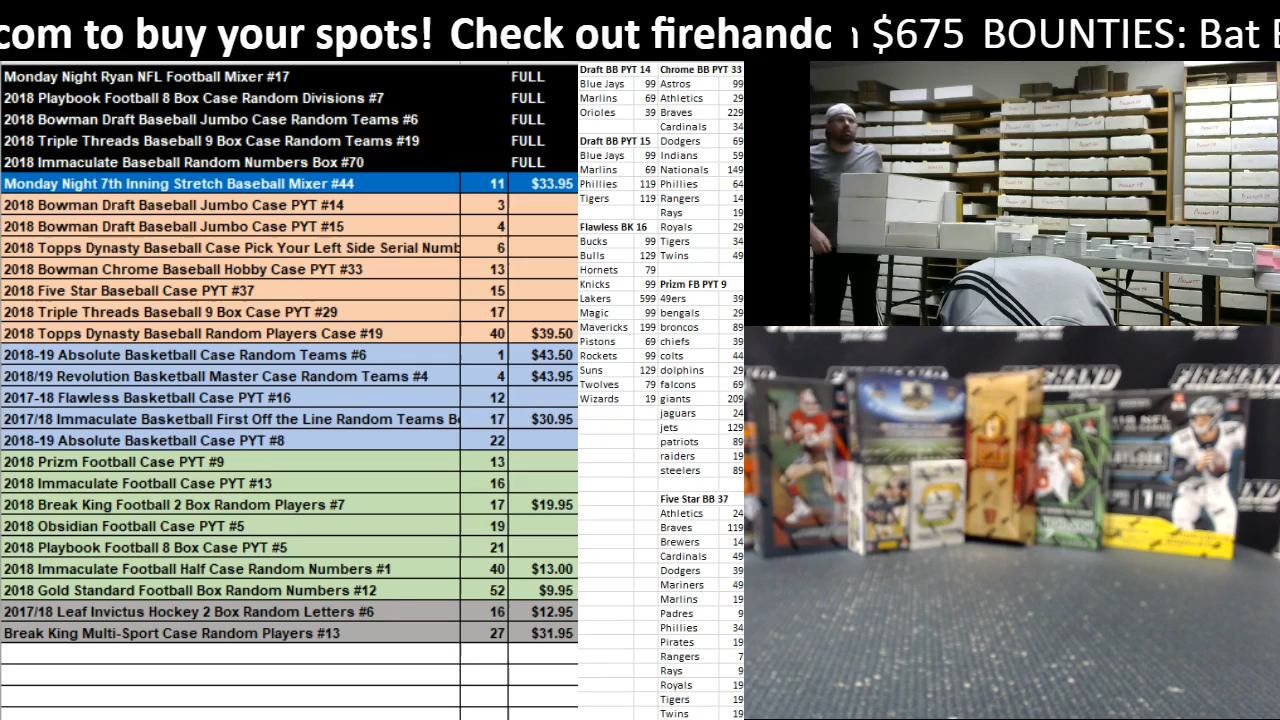 com to buy your spots! Check out firehandc
$675 BOUNTIES: Bat
Monday Night Ryan NFL Football Mixer #17 FULL
2018 Playbook Football 8 Box Case Random Divisions #7 FULL
2018 Bowman Draft Baseball Jumbo Case Random Teams #6 FULL
2018 Triple Threads Baseball 9 Box Case Random Teams #19 FULL
2018 Immaculate Baseball Random Numbers Box #70 FULL
Monday Night 7th Inning Stretch Baseball Mixer #44 11 $33.95
2018 Bowman Draft Baseball Jumbo Case PYT #14 3
2018 Bowman Draft Baseball Jumbo Case PYT #15 4
2018 Topps Dynasty Baseball Case Pick Your Left Side Serial Numb 6
2018 Bowman Chrome Baseball Hobby Case PYT #33 13
2018 Five Star Baseball Case PYT #37 15
2018 Triple Threads Baseball 9 Box Case PYT #29 17
2018 Topps Dynasty Baseball Random Players Case #19 40 $39.50
2018-19 Absolute Basketball Case Random Teams #6 1 $43.50
2018/19 Revolution Basketball Master Case Random Teams #4 4 $43.95
2017-18 Flawless Basketball Case PYT #16 12
2017/18 Immaculate Basketball First Off the Line Random Teams B 17 $30.95
2018-19 Absolute Basketball Case PYT #8 22
2018 Prizm Football Case PYT #9 13
2018 Immaculate Football Case PYT #13 16
2018 Break King Football 2 Box Random Players #7 17 $19.95
2018 Obsidian Football Case PYT #5 19
2018 Playbook Football 8 Box Case PYT #5 21
2018 Immaculate Football Half Case Random Numbers #1 40 $13.00
2018 Gold Standard Football Box Random Numbers #12 52 $9.95
2017/18 Leaf Invictus Hockey 2 Box Random Letters #6 16 $12.95
Break King Multi-Sport Case Random Players #13 27 $31.95
Draft BB PYT 14
Blue Jays 99
Marlins 69
Orioles 39
Draft BB PYT 15
Blue Jays 99
Marlins 69
Phillies 119
Tigers 119
Flawless BK 16
Bucks 99
Bulls 129
Hornets 79
Knicks 99
Lakers 599
Magic 99
Mavericks 199
Pistons 69
Rockets 99
Suns 129
Twolves 79
Wizards 19
Chrome BB PYT 33
Astros 99
Athletics 29
Braves 229
Cardinals 34
Dodgers 69
Indians 59
Nationals 149
Phillies 64
Rangers 14
Rays 19
Royals 29
Tigers 34
Twins 49
Prizm FB PYT 9
49ers 39
bengals 29
broncos 89
chiefs 39
colts 44
dolphins 29
falcons 69
giants 209
jaguars 24
jets 129
patriots 89
raiders 19
steelers 89
Five Star BB 37
Athletics 24
Braves 119
Brewers 14
Cardinals 49
Dodgers 39
Mariners 49
Marlins 19
Padres 9
Phillies 34
Pirates 19
Rangers 7
Rays 9
Royals 19
Tigers 19
Twins 19